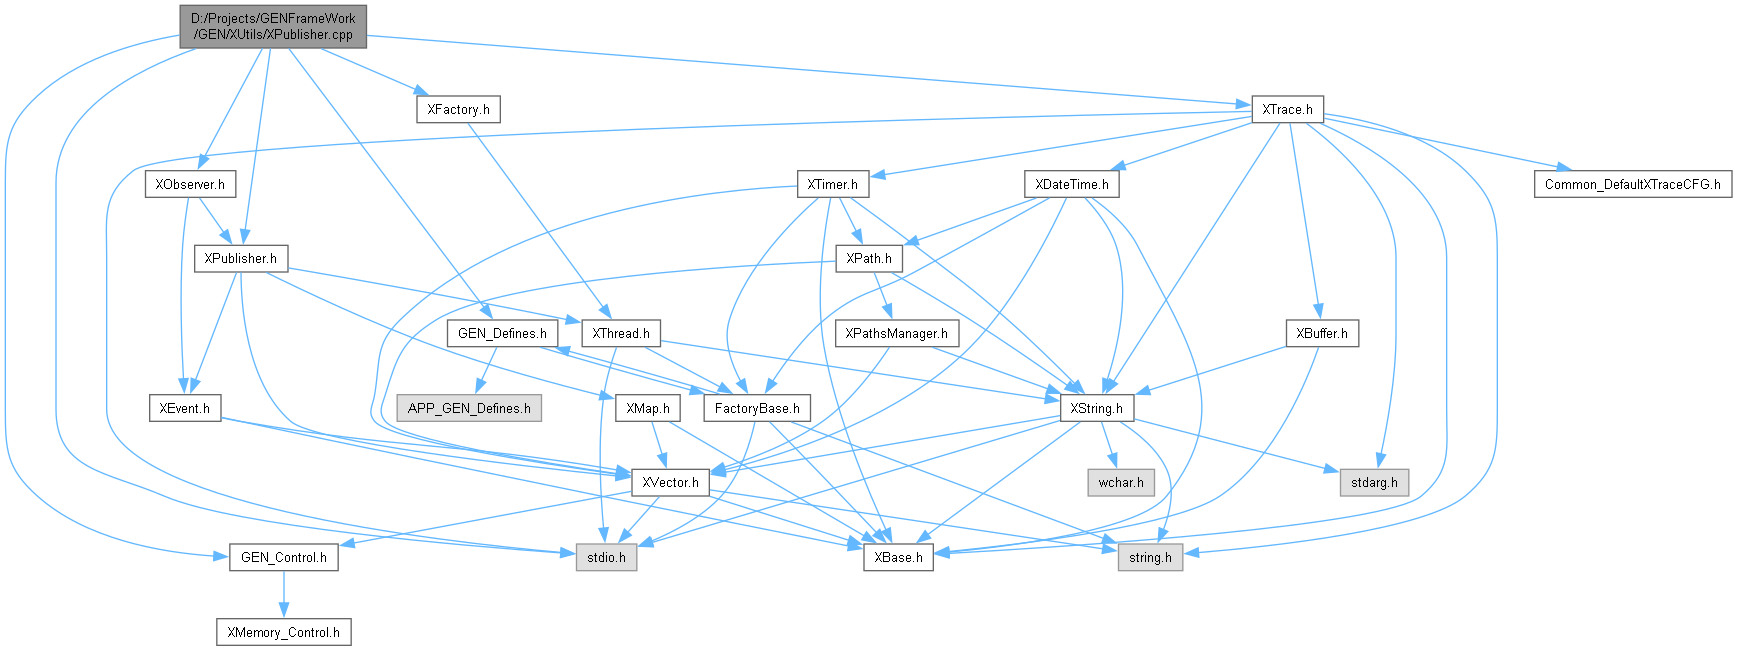 D:/Projects/GENFrameWork
/GEN/XUtils/XPublisher.cpp
XFactory.h
XTrace.h
XObserver.h
XTimer.h
XDateTime.h
Common_DefaultXTraceCFG.h
XPublisher.h
XPath.h
GEN_Defines.h
XThread.h
XPathsManager.h
XBuffer.h
XEvent.h
APP_GEN_Defines.h
XMap.h
FactoryBase.h
XString.h
XVector.h
wchar.h
stdarg.h
GEN_Control.h
stdio.h
XBase.h
string.h
XMemory_Control.h